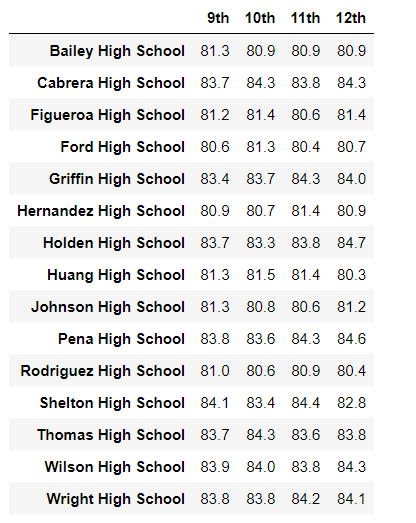 9th 10th 11th 12th
Bailey High School 81.3 80.9 80.9 80.9
Cabrera High School 83.7 84.3 83.8 84.3
Figueroa High School 81.2 81.4 80.6 81.4
Ford High School 80.6 81.3 80.4 80.7
Griffin High School 83.4 83.7 84.3 84.0
Hernandez High School 80.9 80.7 81.4 80.9
Holden High School 83.7 83.3 83.8 84.7
Huang High School 81.3 81.5 81.4 80.3
Johnson High School 81.3 80.8 80.6 81.2
Pena High School 83.8 83.6 84.3 84.6
Rodriguez High School 81.0 80.6 80.9 80.4
Shelton High School 84.1 83.4 84.4 82.8
Thomas High School 83.7 84.3 83.6 83.8
Wilson High School 83.9 84.0 83.8 84.3
Wright High School 83.8 83.8 84.2 84.1